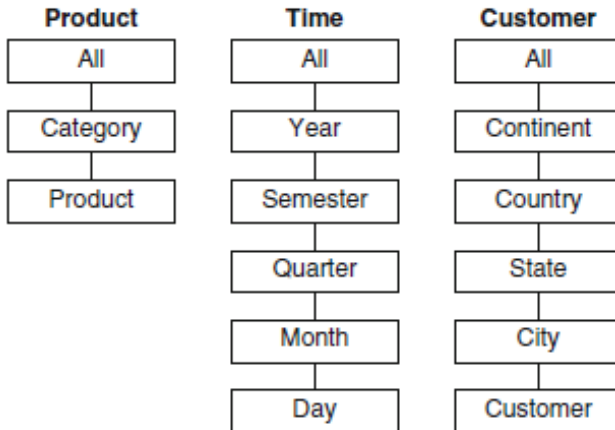 Product Time Customer
All All All
Category Year Continent
Product Semester Country
Quarter State
Month City
Day Customer